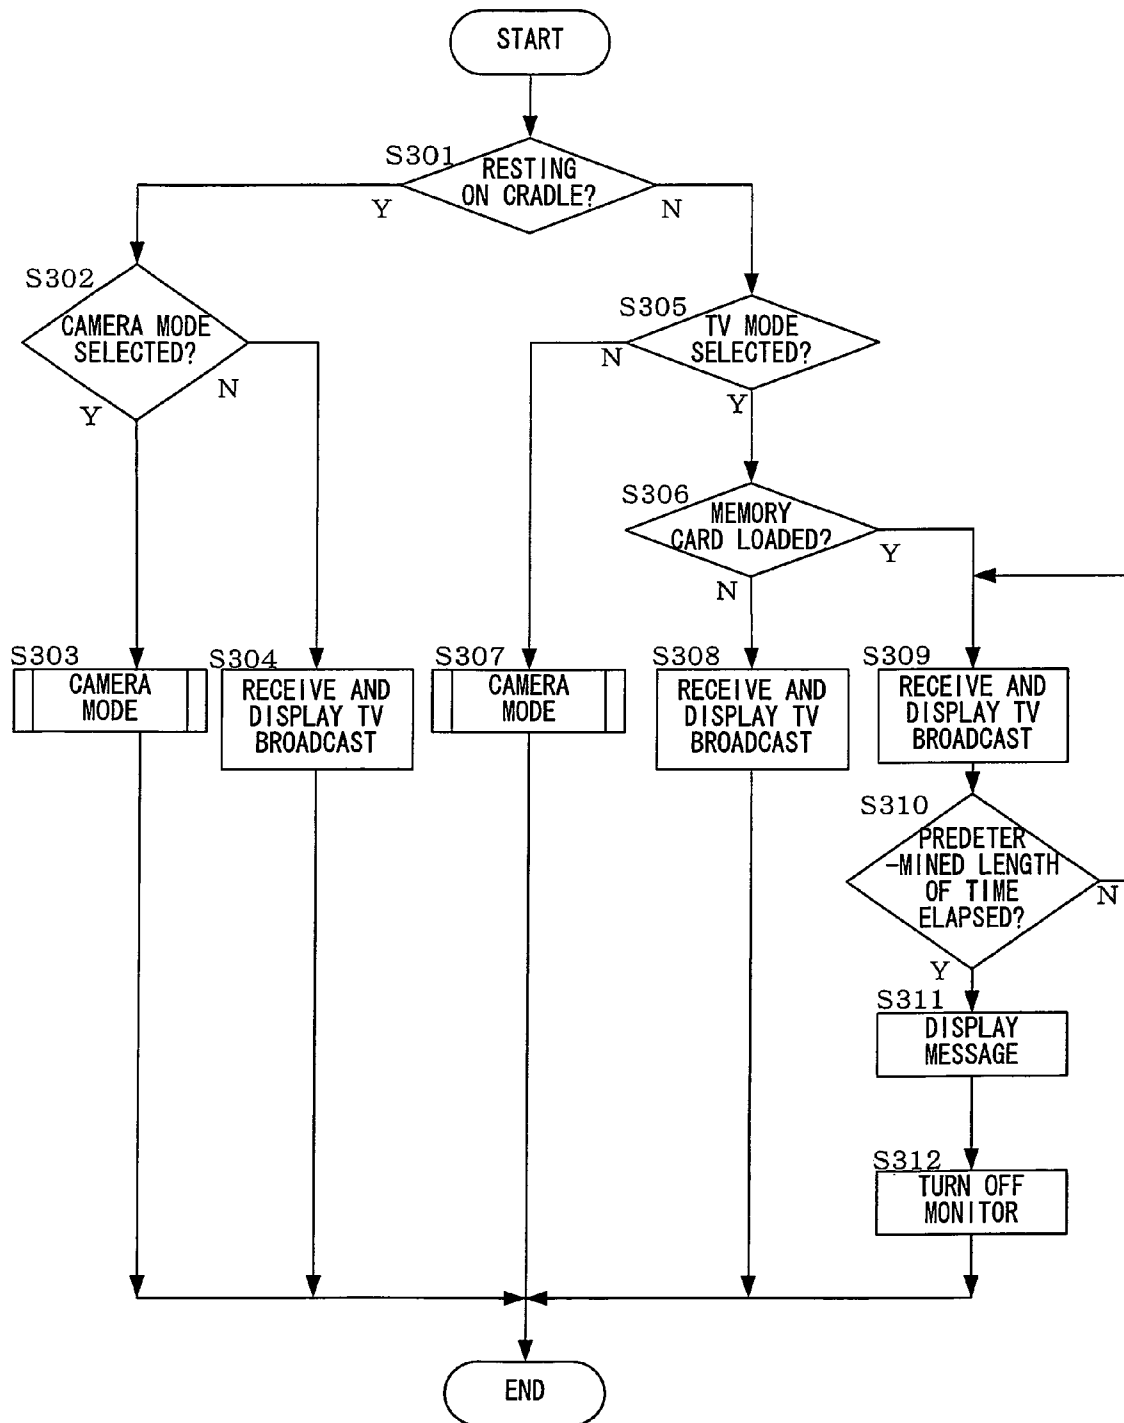 START
S301
RESTING
ON CRADLE?
Y
N
S302
CAMERA MODE
SELECTED?
N
Y
S305
TV MODE
SELECTED?
N
Y
S306
MEMORY
CARD LOADED?
Y
N
S303
CAMERA
MODE
S304
RECEIVE AND
DISPLAY TV
BROADCAST
S307
CAMERA
MODE
S308
RECEIVE AND
DISPLAY TV
BROADCAST
S309
RECEIVE AND
DISPLAY TV
BROADCAST
S310
PREDETER
-MINED LENGTH
OF TIME
ELAPSED?
N
Y
S311
DISPLAY
MESSAGE
S312
TURN OFF
MONITOR
END